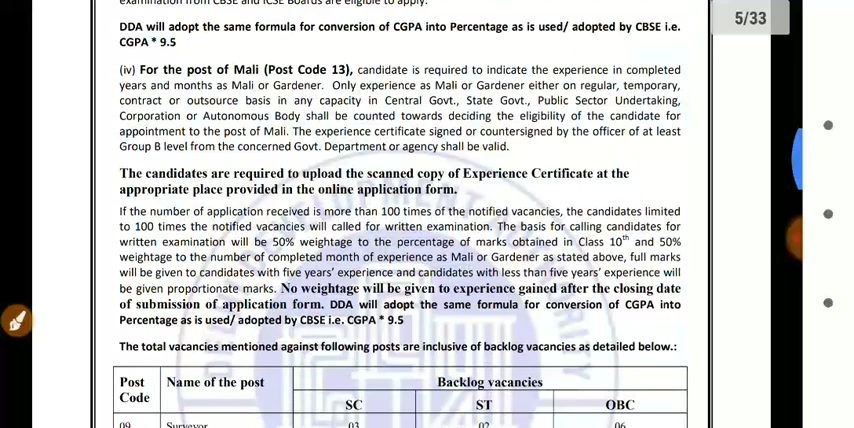 examination from CBSE and ICSE Boards are eligible to apply.
5/33
DDA will adopt the same formula for conversion of CGPA into Percentage as is used/ adopted by CBSE i.e.
CGPA * 9.5
(iv) For the post of Mali (Post Code 13), candidate is required to indicate the experience in completed
years and months as Mali or Gardener. Only experience as Mali or Gardener either on regular, temporary,
contract or outsource basis in any capacity in Central Govt., State Govt., Public Sector Undertaking,
Corporation or Autonomous Body shall be counted towards deciding the eligibility of the candidate for
appointment to the post of Mali. The experience certificate signed or countersigned by the officer of at least
Group B level from the concerned Govt. Department or agency shall be valid.
The candidates are required to upload the scanned copy of Experience Certificate at the
appropriate place provided in the online application form.
If the number of application received is more than 100 times of the notified vacancies, the candidates limited
to 100 times the notified vacancies will called for written examination. The basis for calling candidates for
written examination will be 50% weightage to the percentage of marks obtained in Class 10th and 50%
weightage to the number of completed month of experience as Mali or Gardener as stated above, full marks
will be given to candidates with five years' experience and candidates with less than five years' experience will
be given proportionate marks. No weightage will be given to experience gained after the closing date
of submission of application form. DDA will adopt the same formula for conversion of CGPA into
Percentage as is used/ adopted by CBSE i.e. CGPA * 9.5
The total vacancies mentioned against following posts are inclusive of backlog vacancies as detailed below.:
Post Code Name of the post Backlog vacancies
SC ST OBC
09 Surveyor 03 02 06